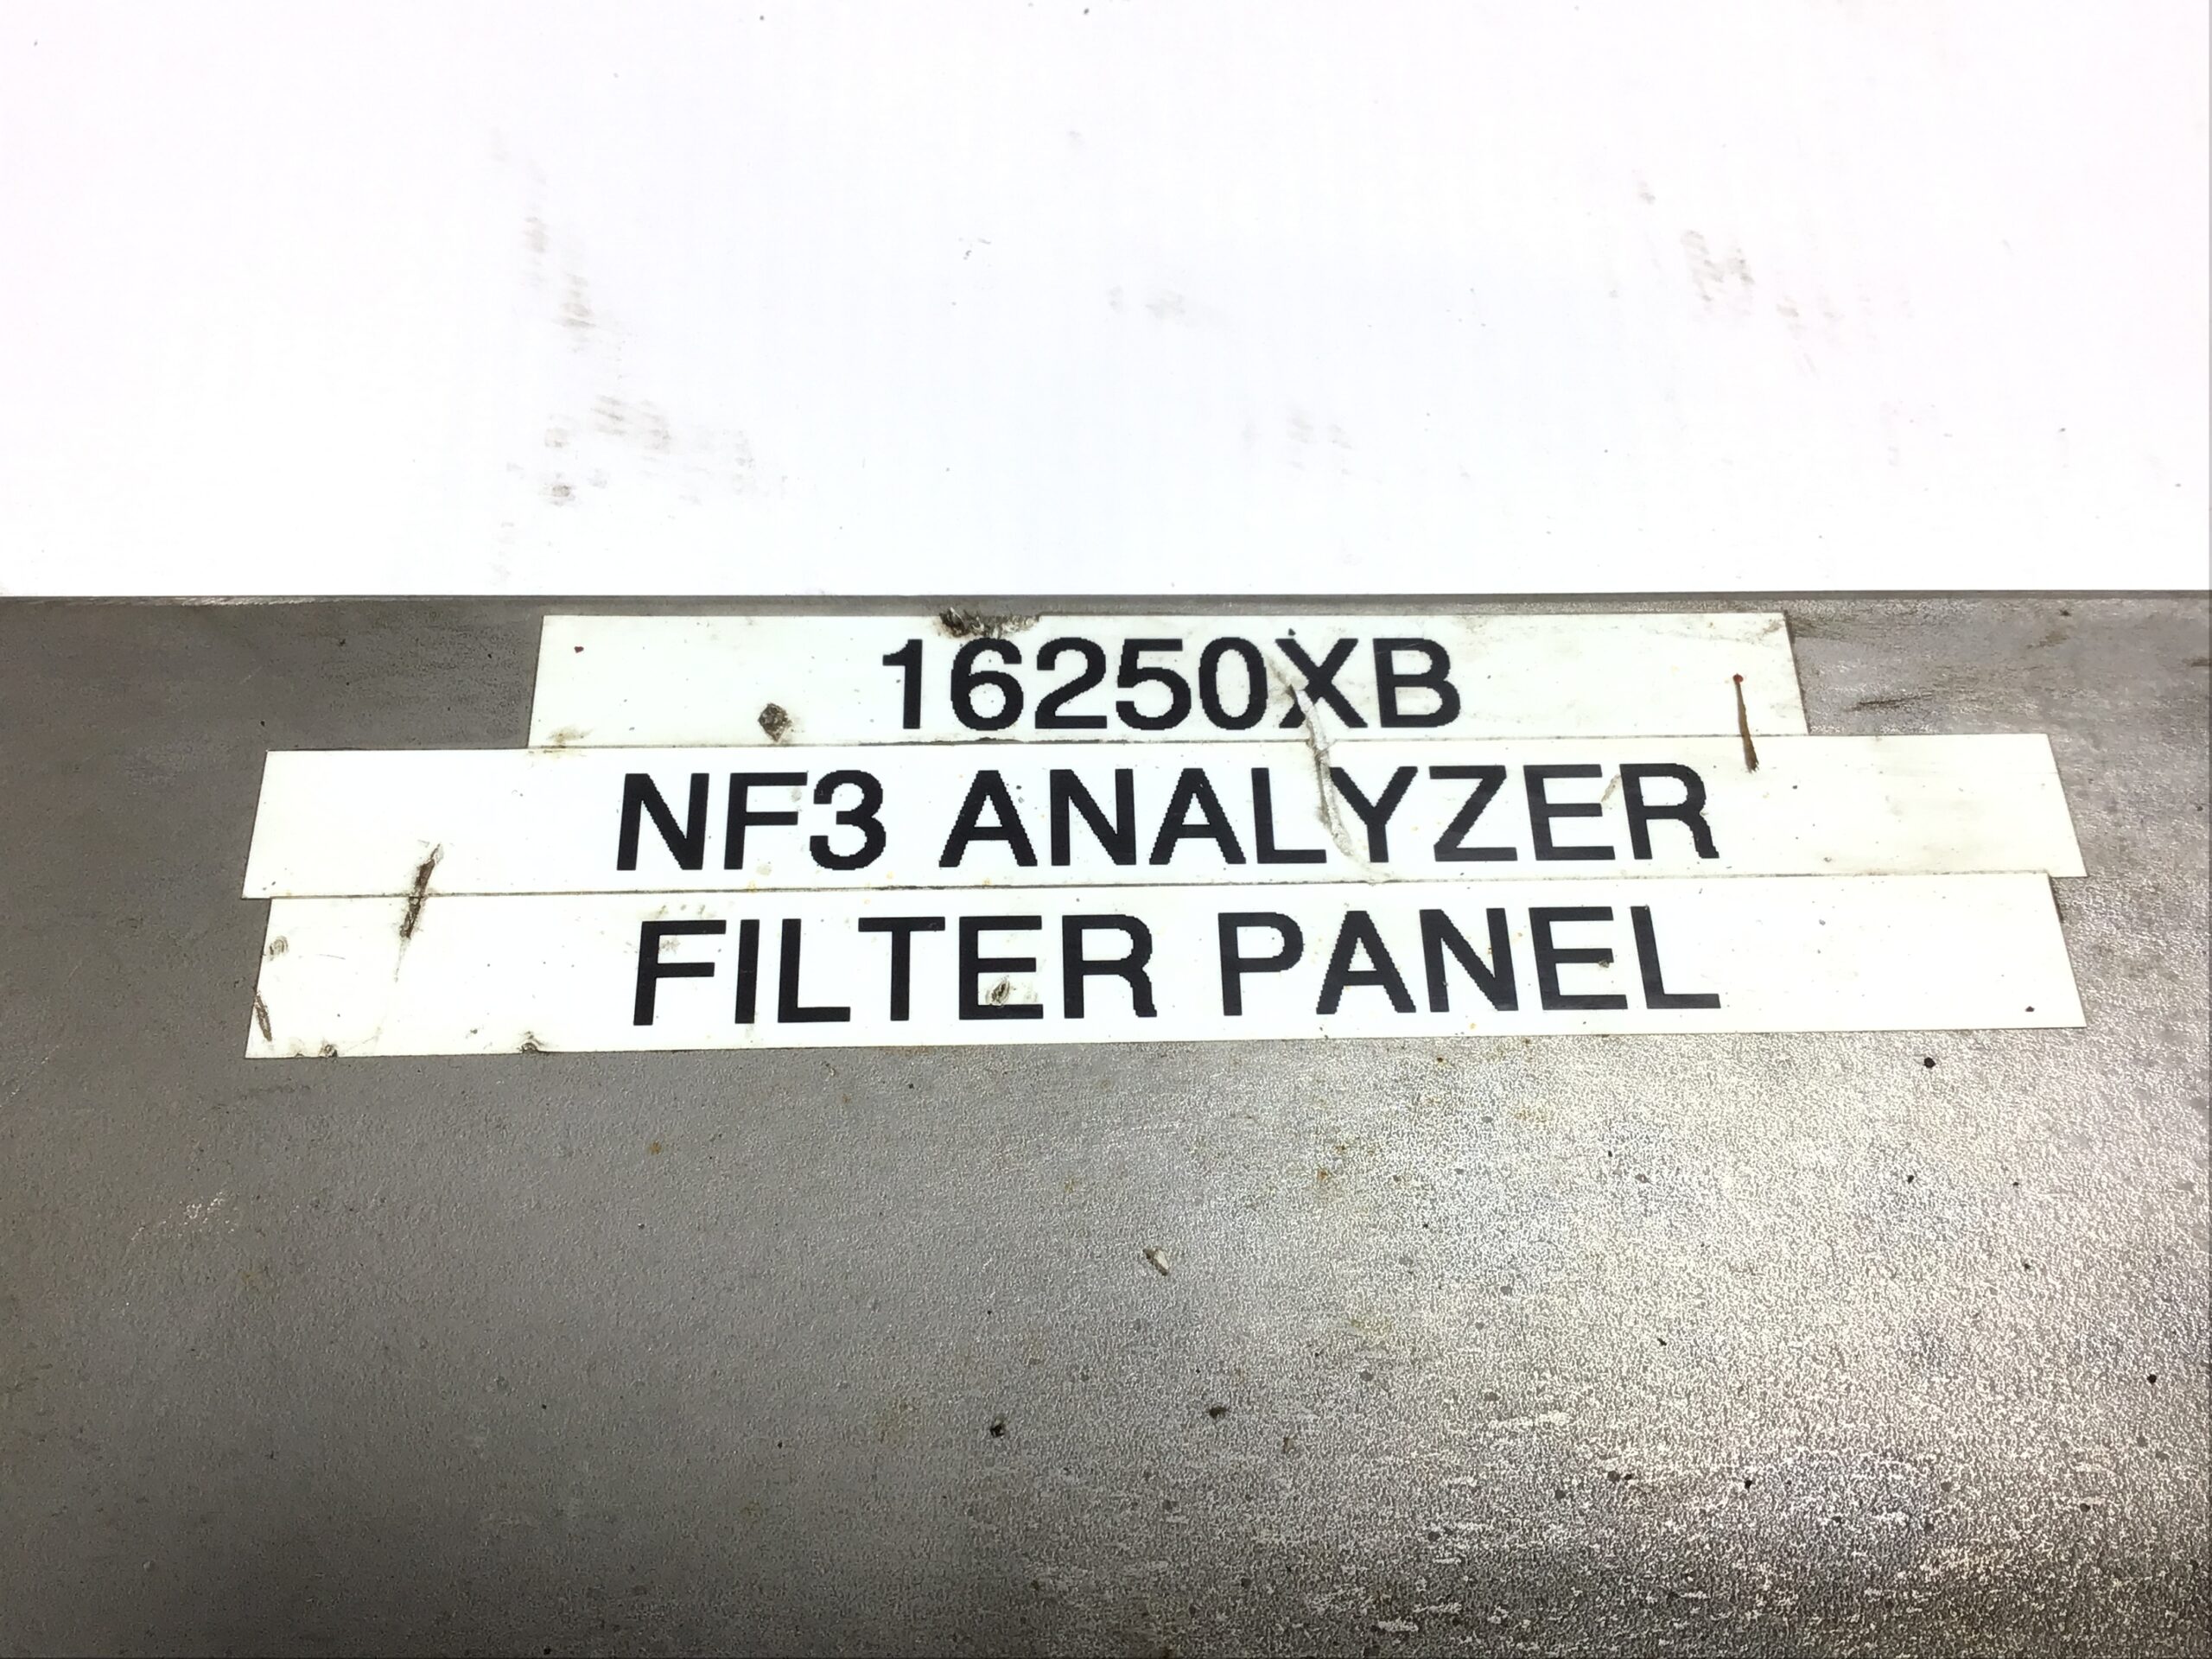 16250XB
NF3 ANALYZER
FILTER PANEL